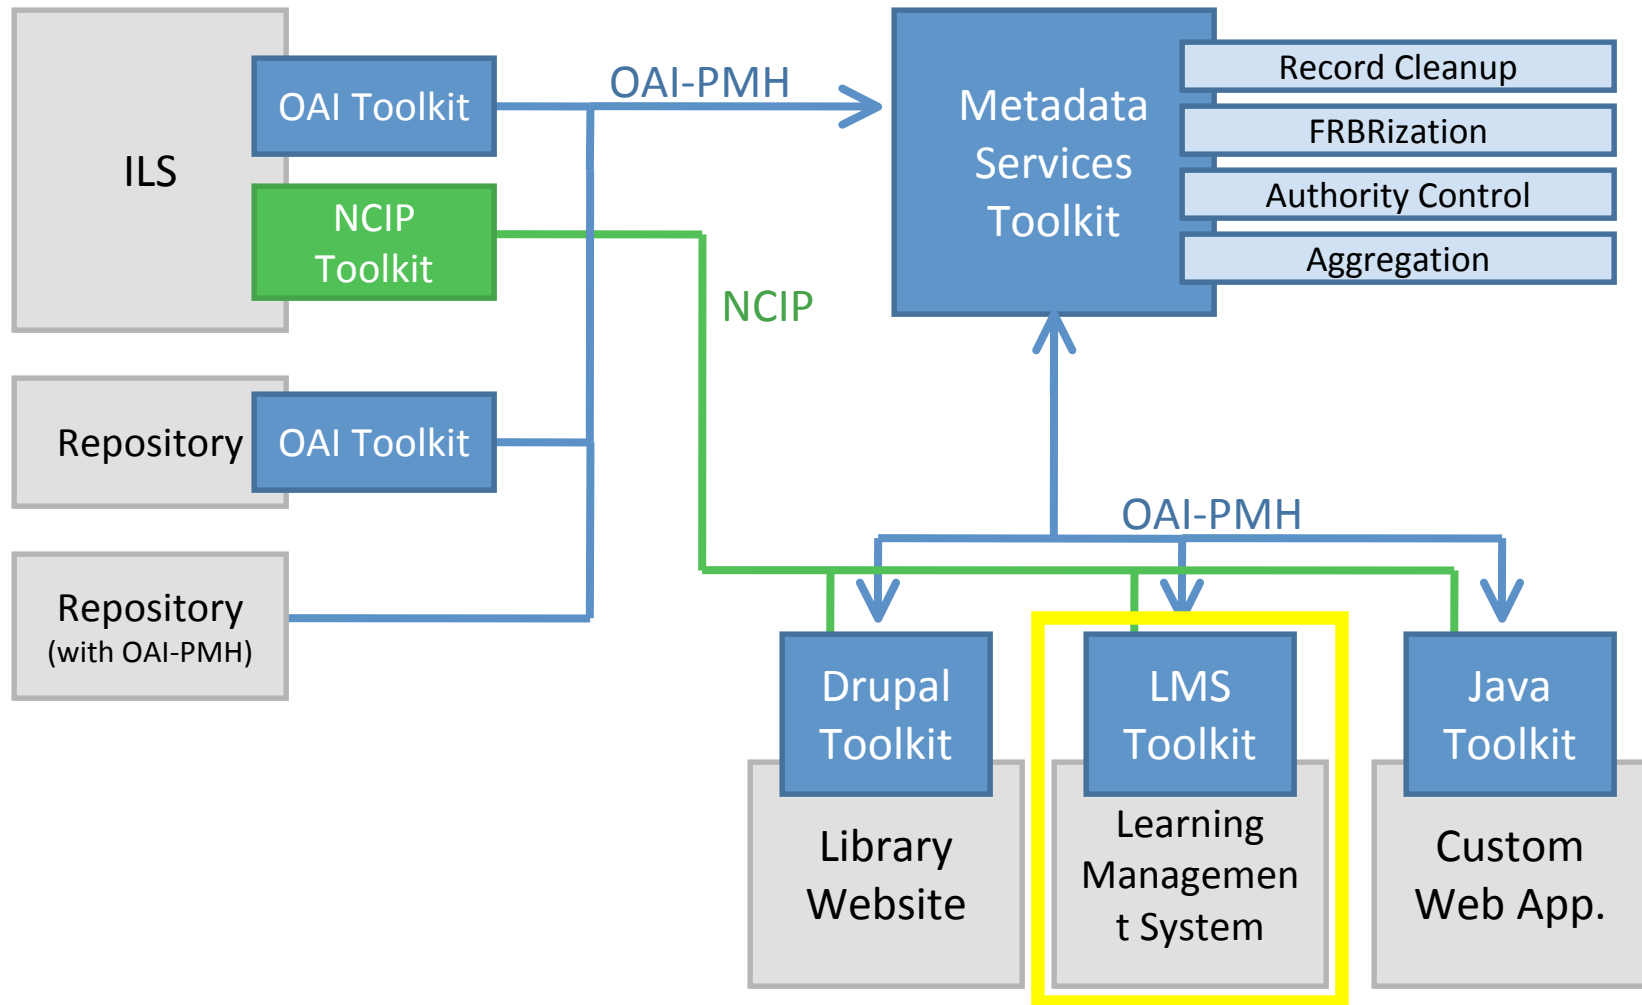 ILS
OAI Toolkit
NCIP
Toolkit
OAI-PMH
Metadata
Services
Toolkit
Record Cleanup
FRBRization
Authority Control
Aggregation
NCIP
Repository
OAI Toolkit
Repository
(with OAI-PMH)
OAI-PMH
Drupal
Toolkit
Library
Website
LMS
Toolkit
Learning
Managemen
t System
Java
Toolkit
Custom
Web App.